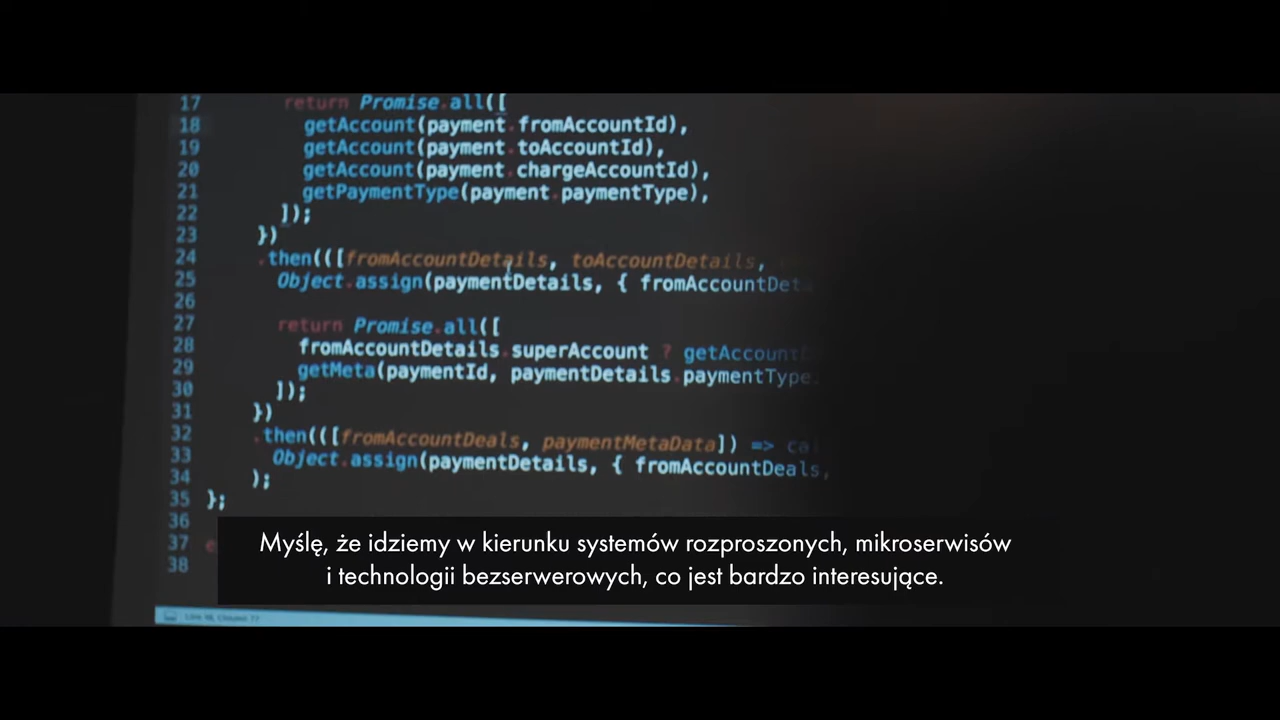 17 return Promise.all([
18 getAccount(payment.fromAccountId),
19 getAccount(payment.toAccountId),
20 getAccount(payment.chargeAccountId),
21 getPaymentType(payment.paymentType),
22 ]);
23 })
24 .then(([fromAccountDetails, toAccountDetails,
25 Object.assign(paymentDetails, { fromAccountDeta
26
27 return Promise.all([
28 fromAccountDetails.superAccount ? getAccountD
29 getMeta(paymentId, paymentDetails.paymentType.
30 ]);
31 })
32 .then(([fromAccountDeals, paymentMetaData]) =>
33 Object.assign(paymentDetails, { fromAccountDeals,
34 );
35 };
36
37
38
Myślę, że idziemy w kierunku systemów rozproszonych, mikroserwisów
i technologii bezserwerowych, co jest bardzo interesujące.